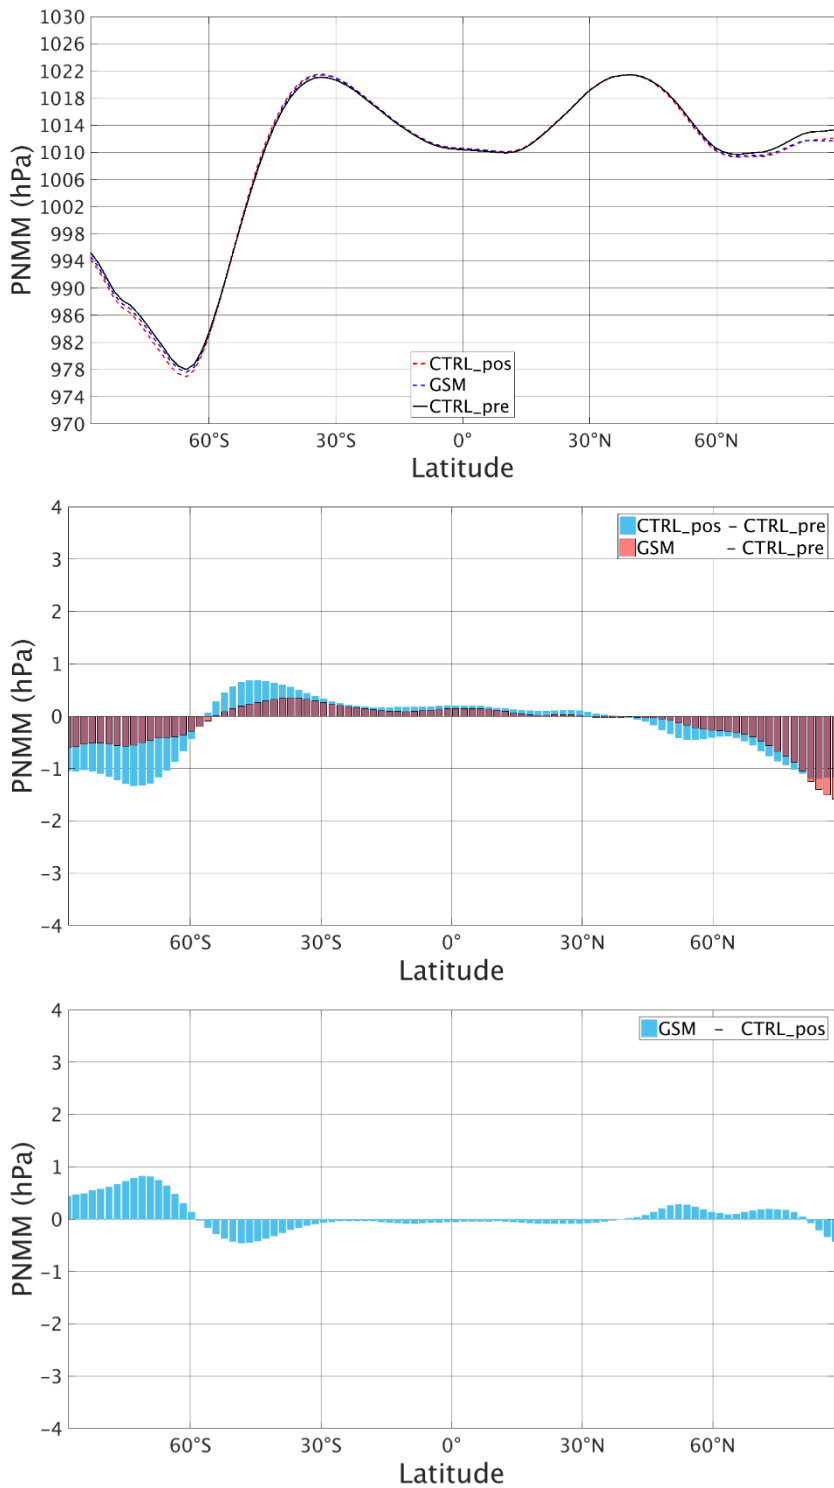 1030
1026
1022
1018
1014
1010
1006
1002
998
994
990
986
982
978
974
970
PNMM (hPa)
CTRL_pos
GSM
CTRL_pre
60°S 30°S 0° 30°N 60°N
Latitude
4
3
2
1
0
−1
−2
−3
−4
PNMM (hPa)
CTRL_pos − CTRL_pre
GSM − CTRL_pre
60°S 30°S 0° 30°N 60°N
Latitude
4
3
2
1
0
−1
−2
−3
−4
PNMM (hPa)
GSM − CTRL_pos
60°S 30°S 0° 30°N 60°N
Latitude